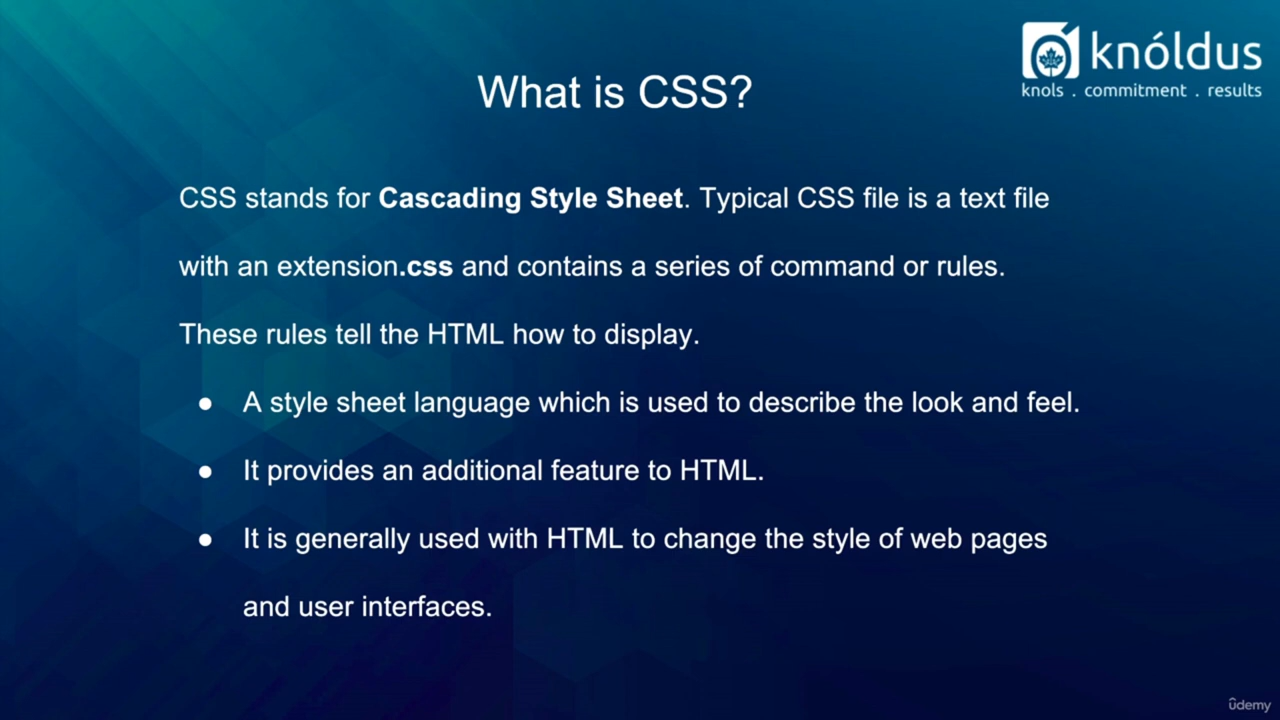 knóldus
knols . commitment . results
What is CSS?
CSS stands for Cascading Style Sheet. Typical CSS file is a text file
with an extension.css and contains a series of command or rules.
These rules tell the HTML how to display.
● A style sheet language which is used to describe the look and feel.
● It provides an additional feature to HTML.
● It is generally used with HTML to change the style of web pages
and user interfaces.
ûdemy